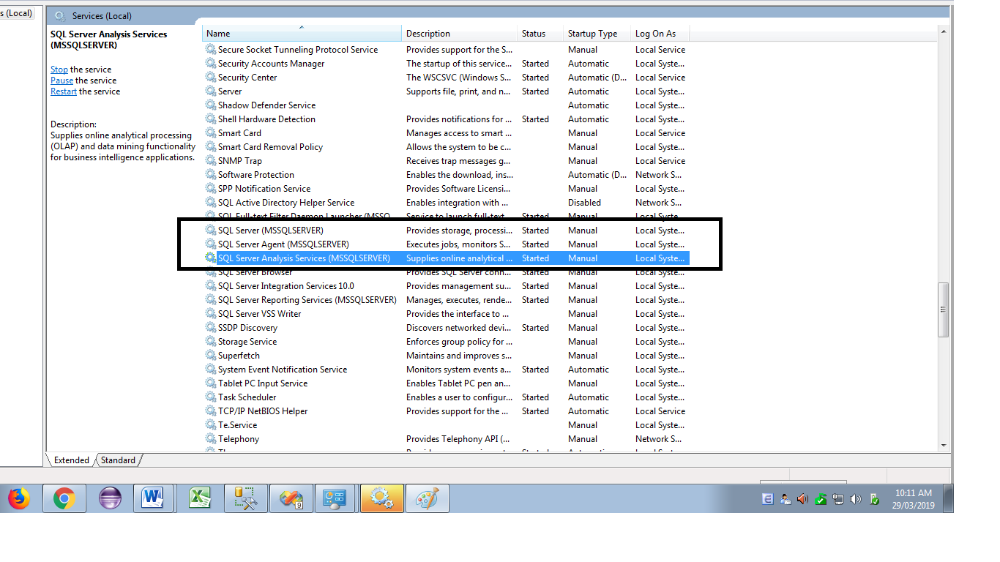 s (Local)
Services (Local)
SQL Server Analysis Services
(MSSQLSERVER)
Stop the service
Pause the service
Restart the service
Description:
Supplies online analytical processing
(OLAP) and data mining functionality
for business intelligence applications.
Name Description Status Startup Type Log On As
Secure Socket Tunneling Protocol Service Provides support for the S... Manual Local Service
Security Accounts Manager The startup of this service... Started Automatic Local Syste...
Security Center The WSCSVC (Windows S... Started Automatic (D... Local Service
Server Supports file, print, and n... Started Automatic Local Syste...
Shadow Defender Service Automatic Local Syste...
Shell Hardware Detection Provides notifications for ... Started Automatic Local Syste...
Smart Card Manages access to smart ... Manual Local Service
Smart Card Removal Policy Allows the system to be c... Manual Local Syste...
SNMP Trap Receives trap messages g... Manual Local Service
Software Protection Enables the download, ins... Automatic (D... Network S...
SPP Notification Service Provides Software Licensi... Manual Local Syste...
SQL Active Directory Helper Service Enables integration with ... Disabled Network S...
SQL Full-text Filter Daemon Launcher (MSSQ... Service to launch full-text ... Started Manual Local Syste...
SQL Server (MSSQLSERVER) Provides storage, processi... Started Manual Local Syste...
SQL Server Agent (MSSQLSERVER) Executes jobs, monitors S... Started Manual Local Syste...
SQL Server Analysis Services (MSSQLSERVER) Supplies online analytical ... Started Manual Local Syste...
SQL Server Browser Provides SQL Server conn... Started Manual Local Syste...
SQL Server Integration Services 10.0 Provides management su... Started Manual Local Syste...
SQL Server Reporting Services (MSSQLSERVER) Manages, executes, rende... Started Manual Local Syste...
SQL Server VSS Writer Provides the interface to ... Manual Local Syste...
SSDP Discovery Discovers networked devi... Started Manual Local Service
Storage Service Enforces group policy for ... Manual Local Syste...
Superfetch Maintains and improves s... Manual Local Syste...
System Event Notification Service Monitors system events a... Started Automatic Local Syste...
Tablet PC Input Service Enables Tablet PC pen an... Manual Local Syste...
Task Scheduler Enables a user to configur... Started Automatic Local Syste...
TCP/IP NetBIOS Helper Provides support for the ... Started Automatic Local Service
Te.Service Manual Local Syste...
Telephony Provides Telephony API (... Manual Network S...
Extended Standard
9
10:11 AM
29/03/2019